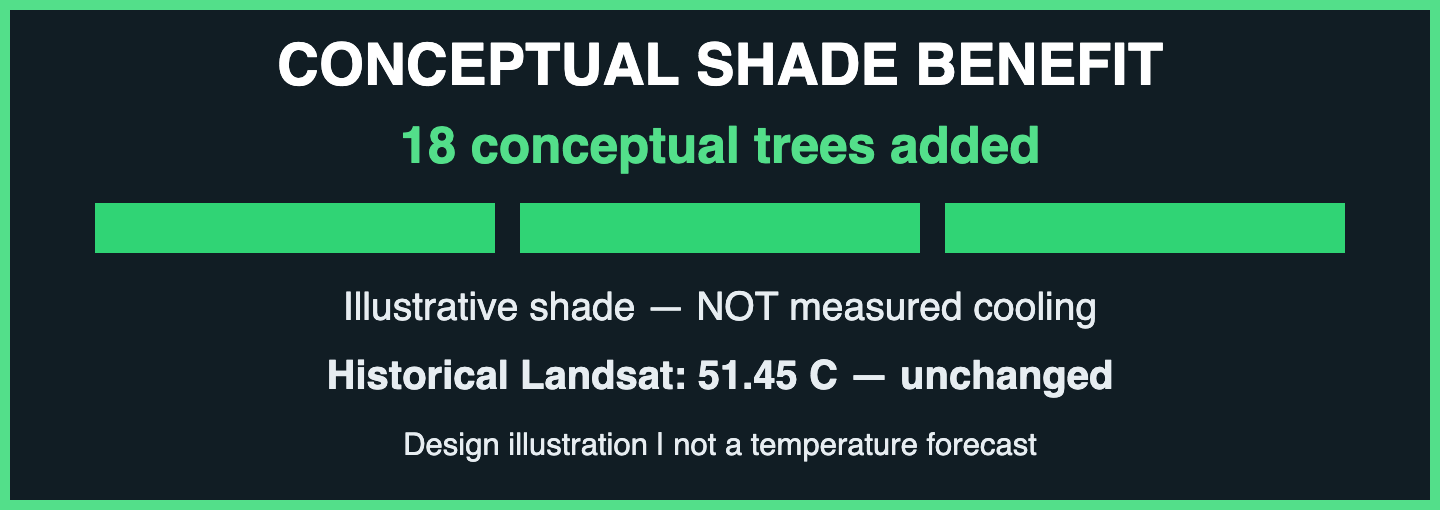 CONCEPTUAL SHADE BENEFIT
18 conceptual trees added
Illustrative shade — NOT measured cooling
Historical Landsat: 51.45 C — unchanged
Design illustration | not a temperature forecast